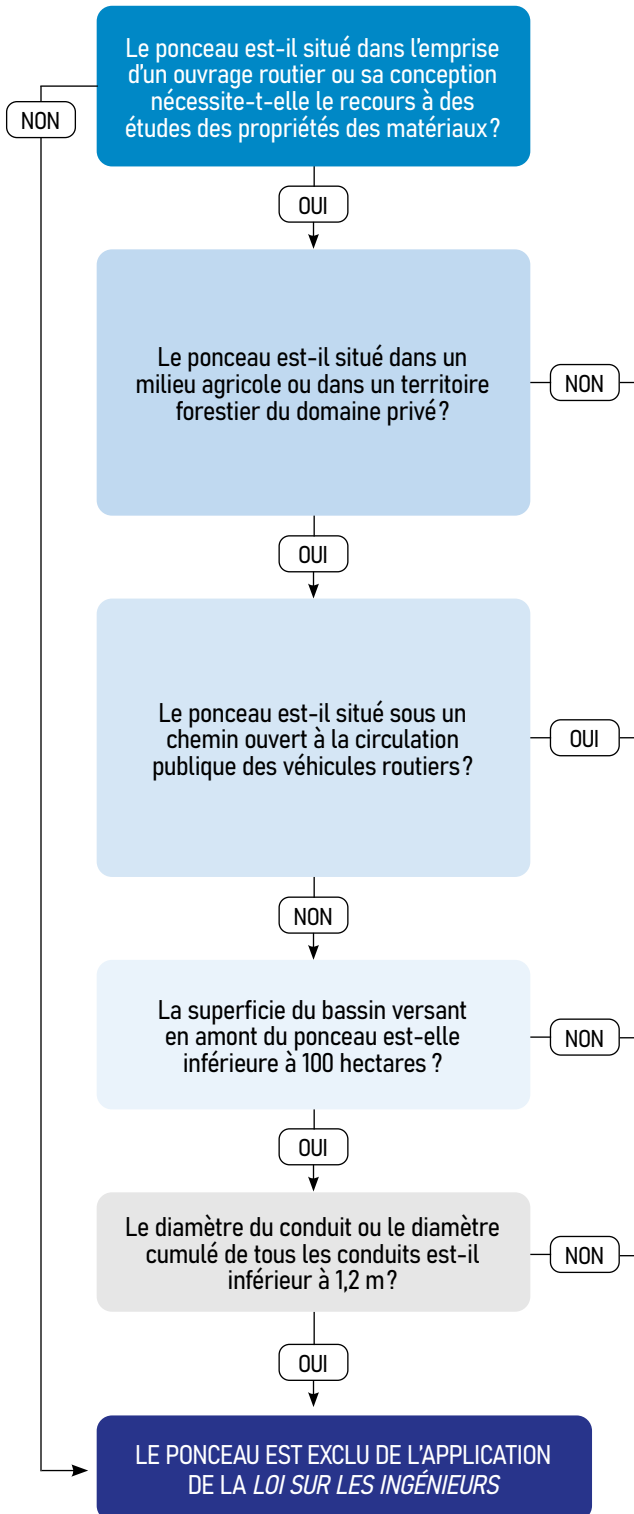 Le ponceau est-il situé dans l'emprise
d'un ouvrage routier ou sa conception
nécessite-t-elle le recours à des
études des propriétés des matériaux ?
NON
OUI
Le ponceau est-il situé dans un
milieu agricole ou dans un territoire
forestier du domaine privé ?
NON
OUI
Le ponceau est-il situé sous un
chemin ouvert à la circulation
publique des véhicules routiers ?
OUI
NON
La superficie du bassin versant
en amont du ponceau est-elle
inférieure à 100 hectares ?
NON
OUI
Le diamètre du conduit ou le diamètre
cumulé de tous les conduits est-il
inférieur à 1,2 m ?
NON
OUI
LE PONCEAU EST EXCLU DE L'APPLICATION
DE LA LOI SUR LES INGÉNIEURS